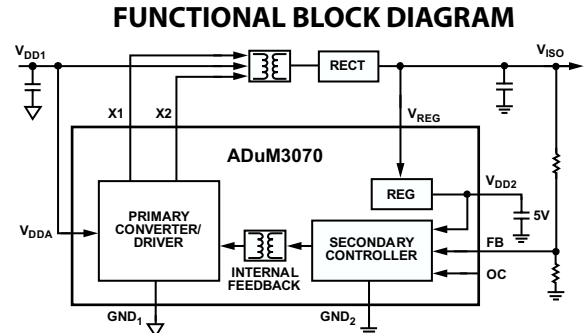 FUNCTIONAL BLOCK DIAGRAM
VDD1
VISO
RECT
X1
X2
VREG
ADuM3070
REG
VDD2
5V
PRIMARY
CONVERTER/
DRIVER
VDDA
INTERNAL
FEEDBACK
SECONDARY
CONTROLLER
FB
OC
GND1
GND2